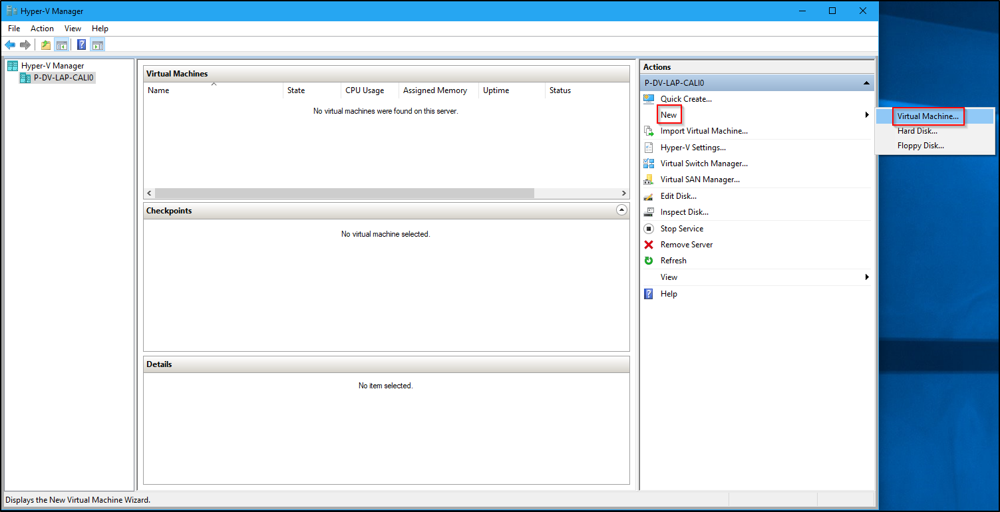 Hyper-V Manager
File Action View Help
Hyper-V Manager
P-DV-LAP-CALI0
Virtual Machines
Name State CPU Usage Assigned Memory Uptime Status
No virtual machines were found on this server.
Checkpoints
No virtual machine selected.
Details
No item selected.
Actions
P-DV-LAP-CALI0
Quick Create...
New
Import Virtual Machine...
Hyper-V Settings...
Virtual Switch Manager...
Virtual SAN Manager...
Edit Disk...
Inspect Disk...
Stop Service
Remove Server
Refresh
View
Help
Virtual Machine...
Hard Disk...
Floppy Disk...
Displays the New Virtual Machine Wizard.